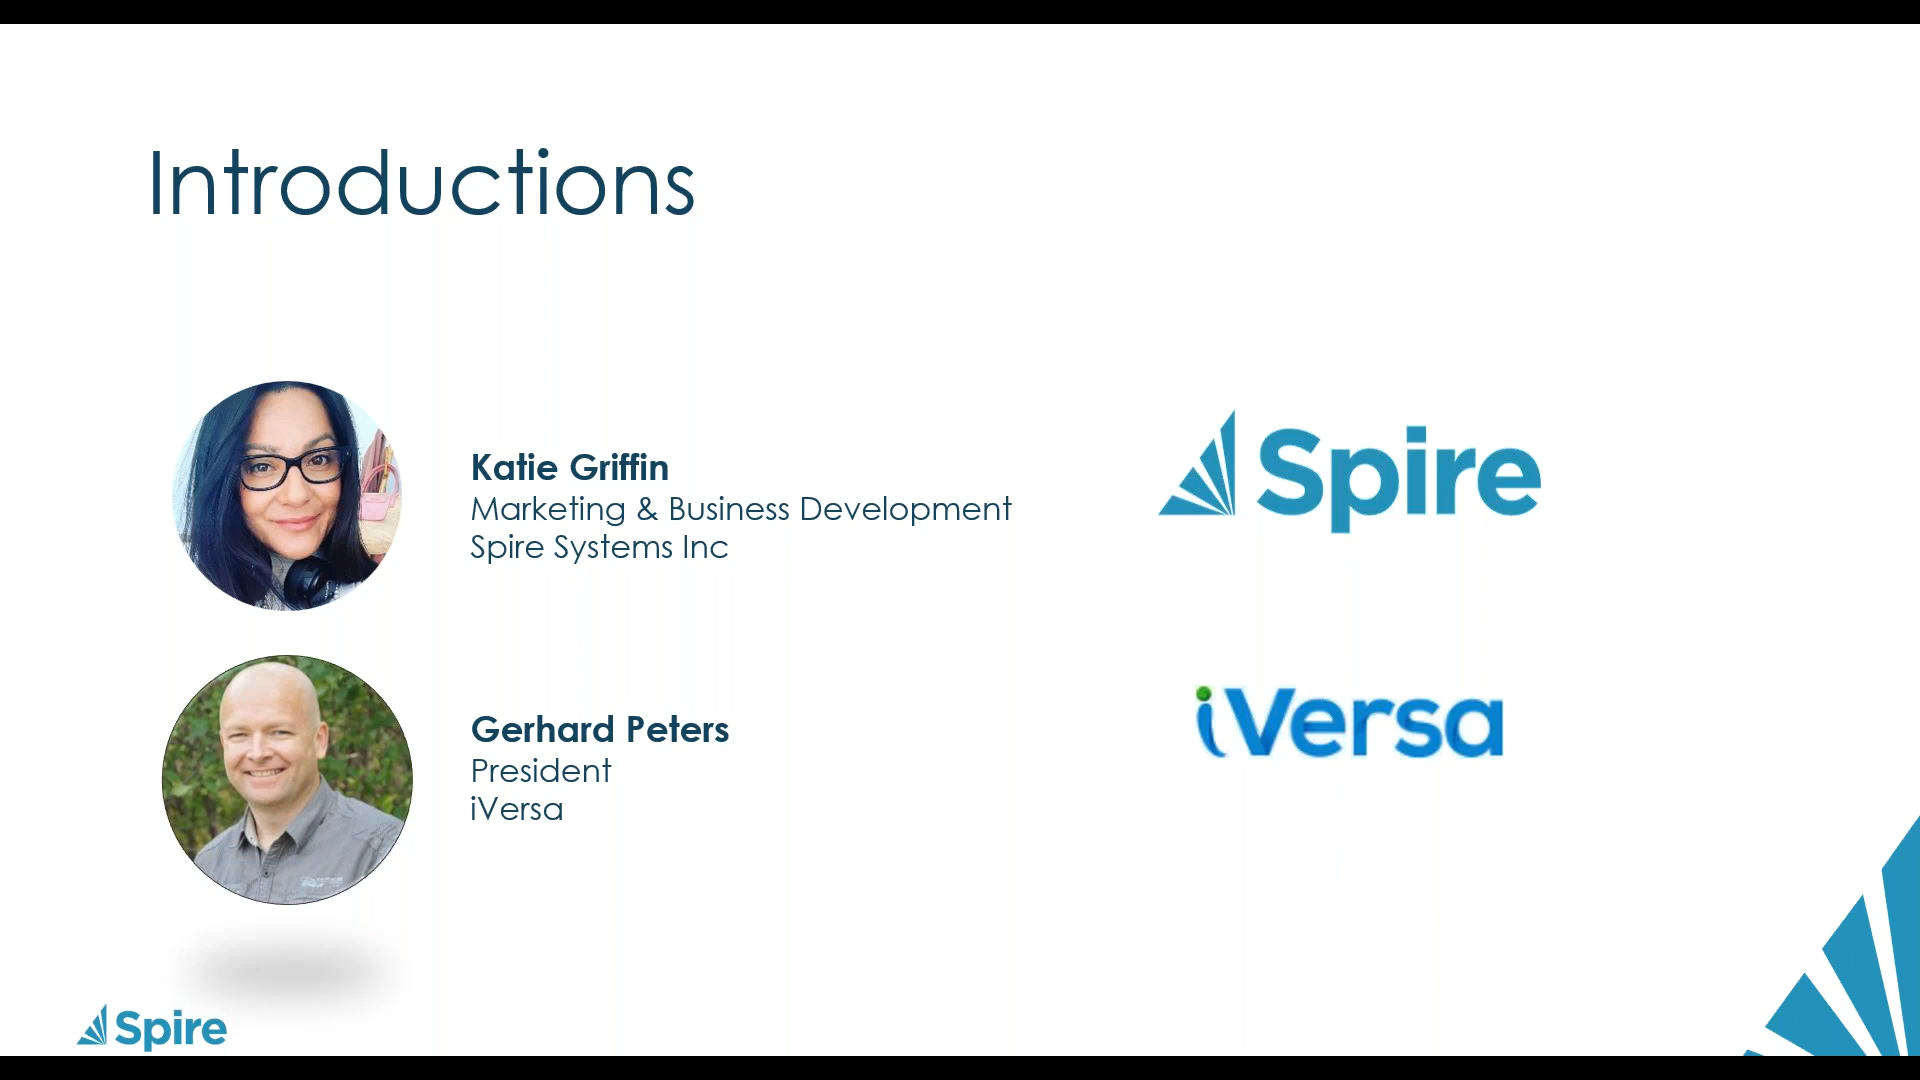 Introductions
Katie Griffin
Marketing & Business Development
Spire Systems Inc
Spire
Gerhard Peters
President
iVersa
iVersa
Spire